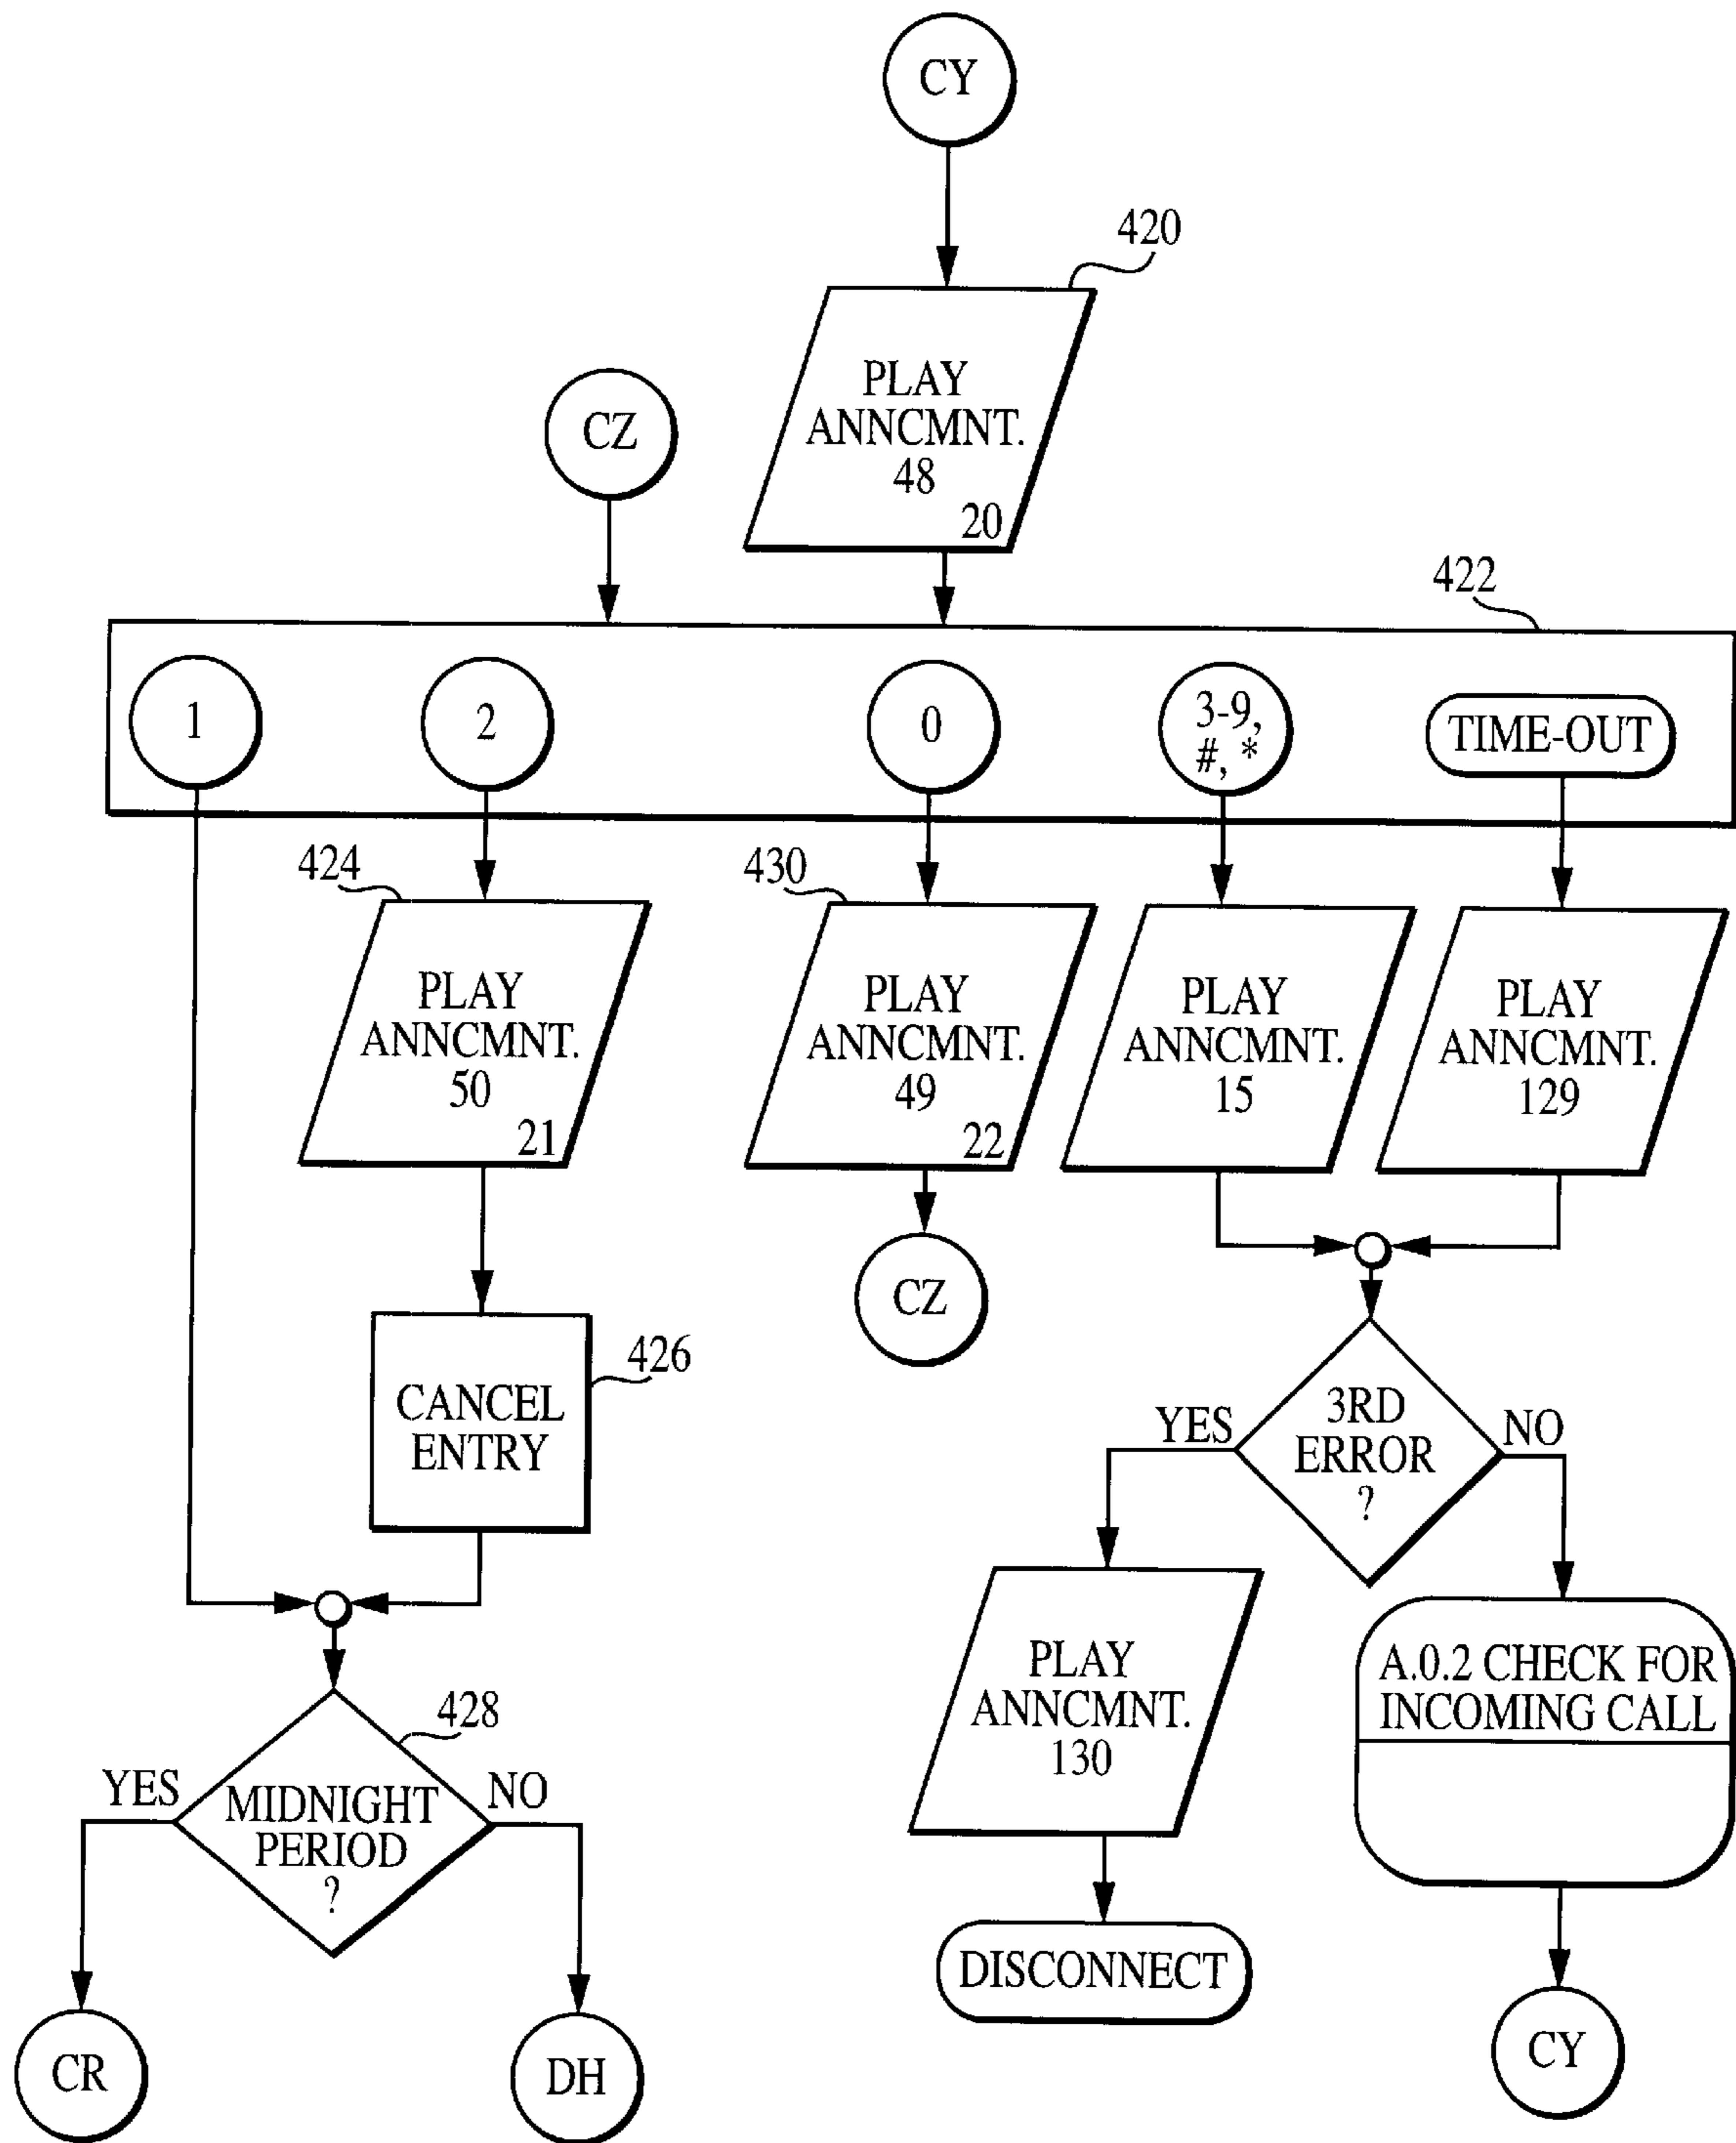 CY
420
PLAY
ANNCMNT.
48
20
CZ
422
1
2
0
3-9,
#, *
TIME-OUT
424
PLAY
ANNCMNT.
50
21
430
PLAY
ANNCMNT.
49
22
PLAY
ANNCMNT.
15
PLAY
ANNCMNT.
129
CZ
CANCEL
ENTRY
426
YES
3RD
ERROR
?
NO
PLAY
ANNCMNT.
130
A.0.2 CHECK FOR
INCOMING CALL
428
YES
MIDNIGHT
PERIOD
?
NO
DISCONNECT
CR
DH
CY